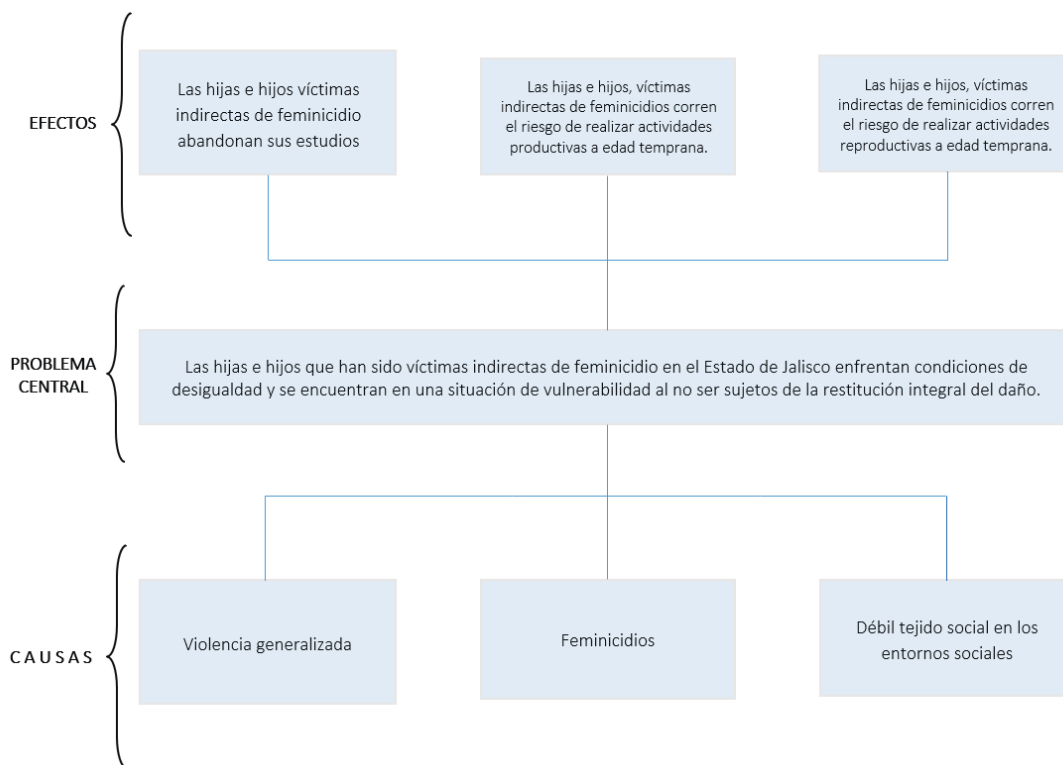 EFECTOS
Las hijas e hijos víctimas
indirectas de feminicidio
abandonan sus estudios
Las hijas e hijos, víctimas
indirectas de feminicidios corren
el riesgo de realizar actividades
productivas a edad temprana.
Las hijas e hijos, víctimas
indirectas de feminicidios corren
el riesgo de realizar actividades
reproductivas a edad temprana.
PROBLEMA
CENTRAL
Las hijas e hijos que han sido víctimas indirectas de feminicidio en el Estado de Jalisco enfrentan condiciones de
desigualdad y se encuentran en una situación de vulnerabilidad al no ser sujetos de la restitución integral del daño.
CAUSAS
Violencia generalizada
Feminicidios
Débil tejido social en los
entornos sociales